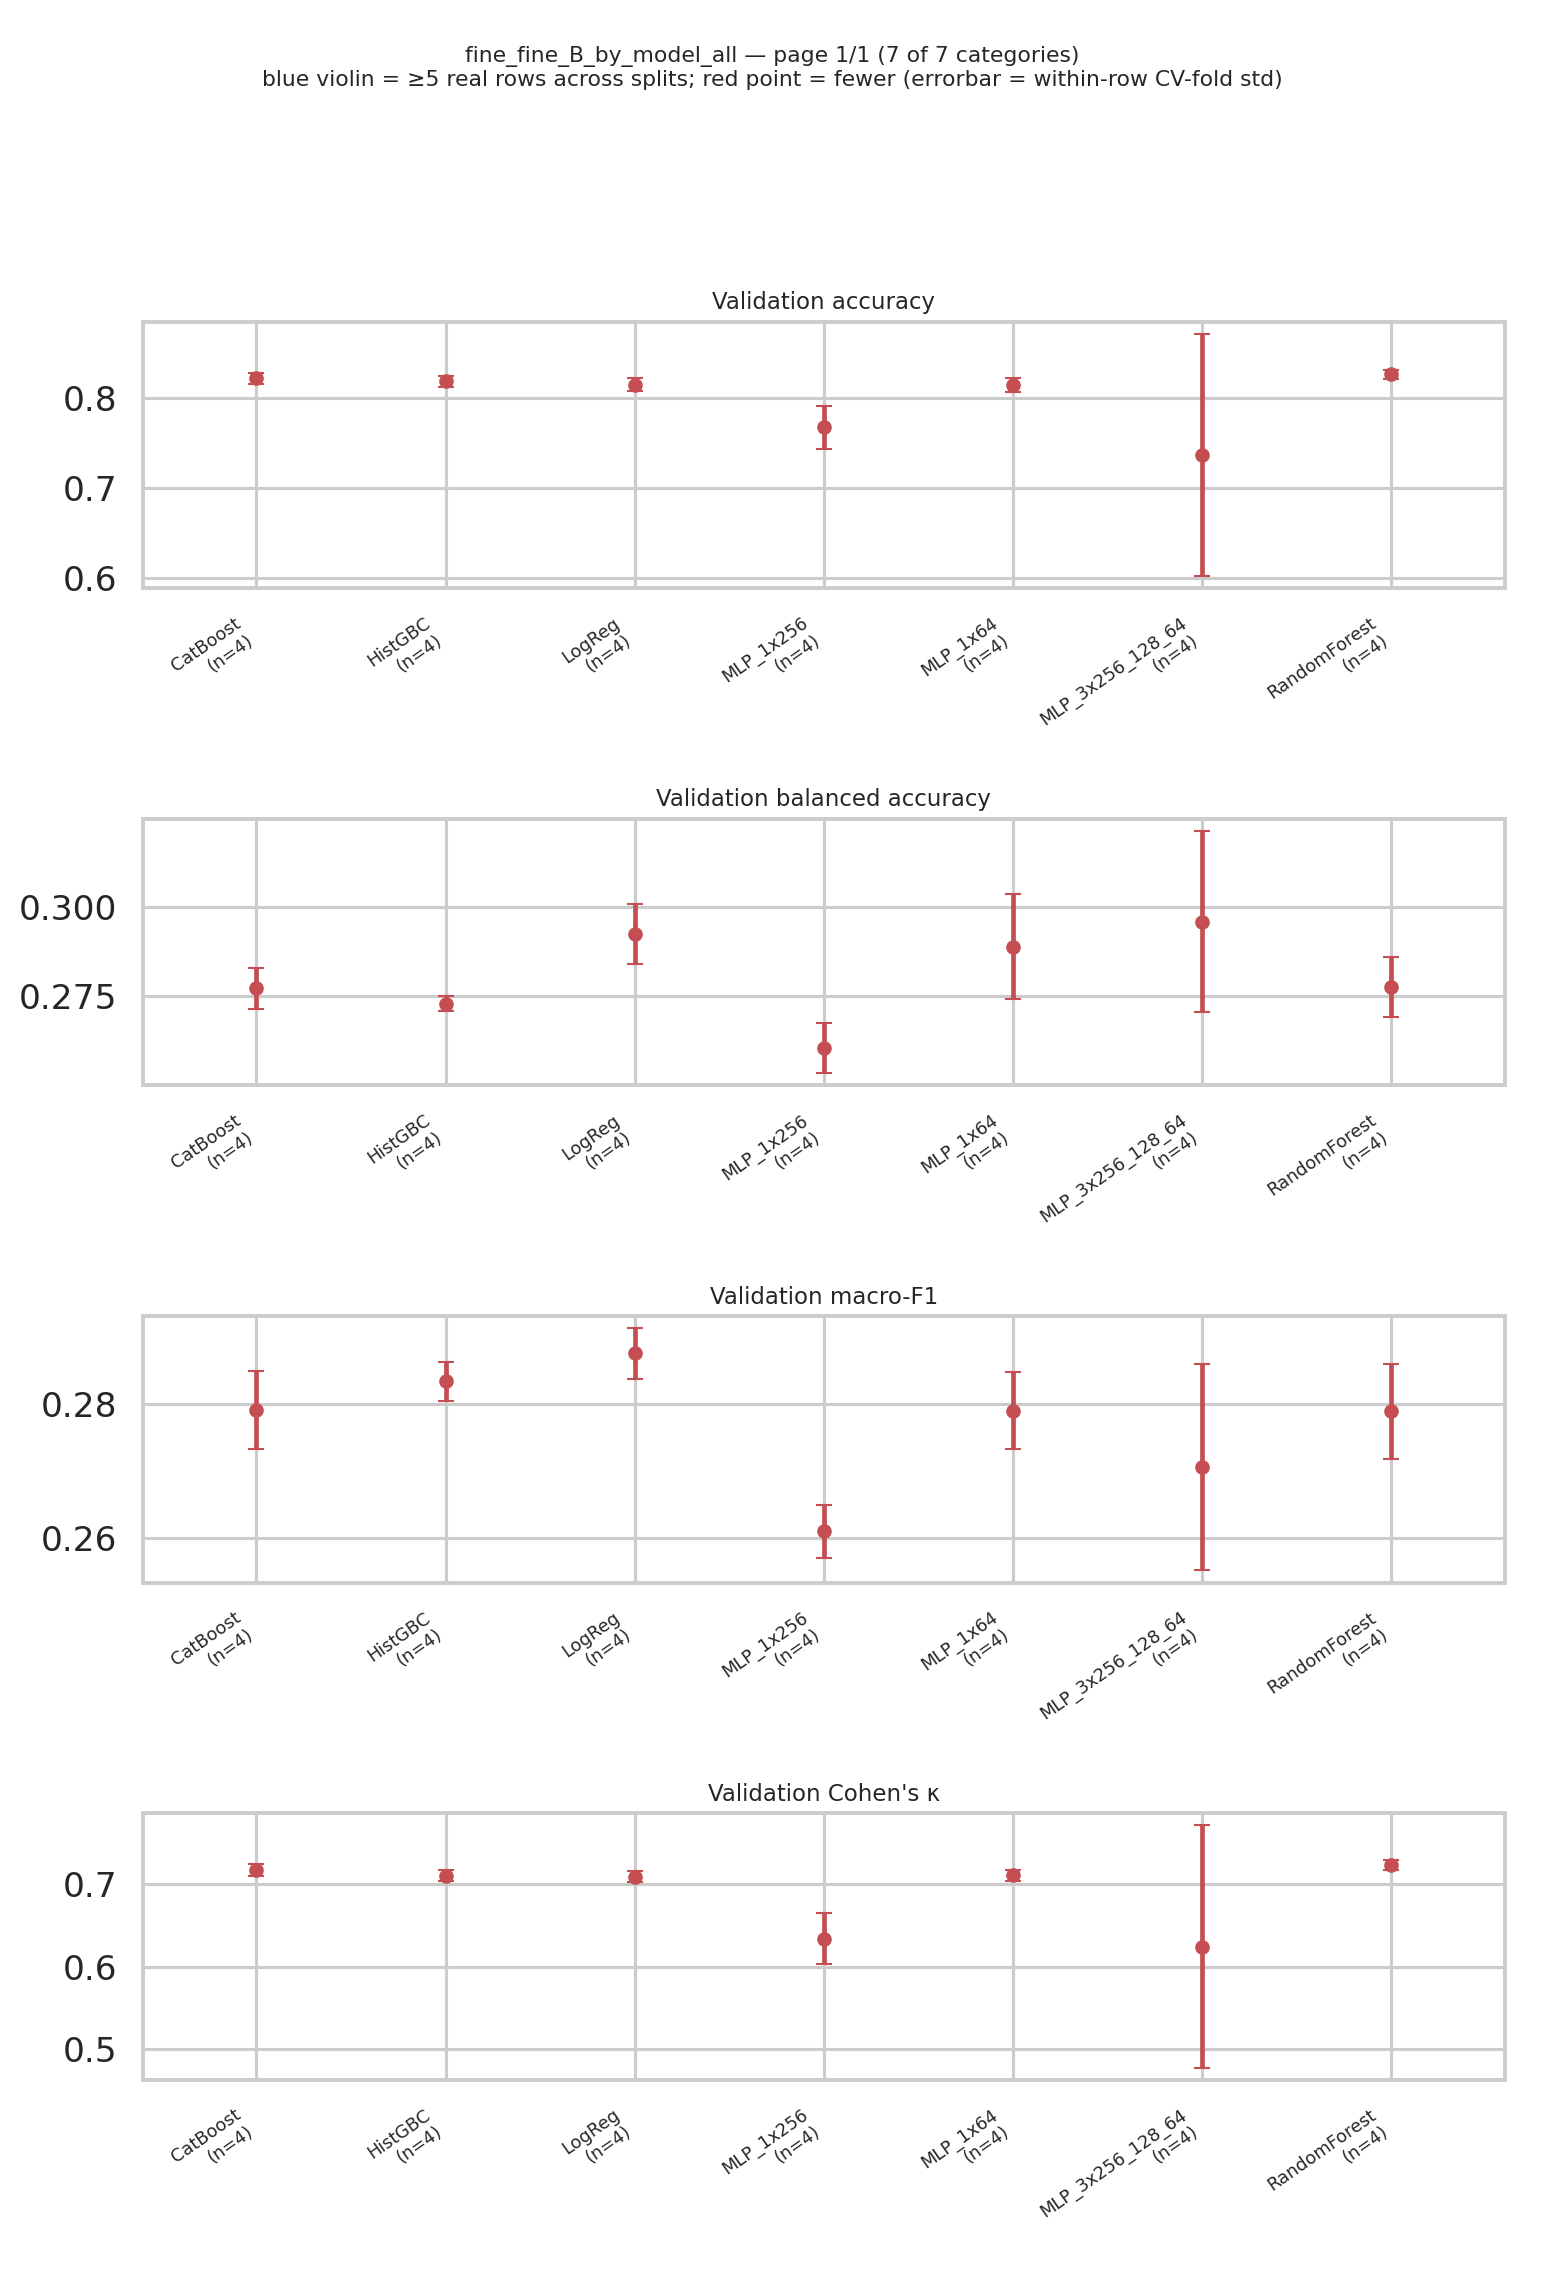 fine_fine_B_by_model_all — page 1/1 (7 of 7 categories)
blue violin = ≥5 real rows across splits; red point = fewer (errorbar = within-row CV-fold std)
Validation accuracy
0.8
0.7
0.6
CatBoost
(n=4)
HistGBC
(n=4)
LogReg
(n=4)
MLP_1x256
(n=4)
MLP_1x64
(n=4)
MLP_3x256_128_64
(n=4)
RandomForest
(n=4)
Validation balanced accuracy
0.300
0.275
CatBoost
(n=4)
HistGBC
(n=4)
LogReg
(n=4)
MLP_1x256
(n=4)
MLP_1x64
(n=4)
MLP_3x256_128_64
(n=4)
RandomForest
(n=4)
Validation macro-F1
0.28
0.26
CatBoost
(n=4)
HistGBC
(n=4)
LogReg
(n=4)
MLP_1x256
(n=4)
MLP_1x64
(n=4)
MLP_3x256_128_64
(n=4)
RandomForest
(n=4)
Validation Cohen's κ
0.7
0.6
0.5
CatBoost
(n=4)
HistGBC
(n=4)
LogReg
(n=4)
MLP_1x256
(n=4)
MLP_1x64
(n=4)
MLP_3x256_128_64
(n=4)
RandomForest
(n=4)